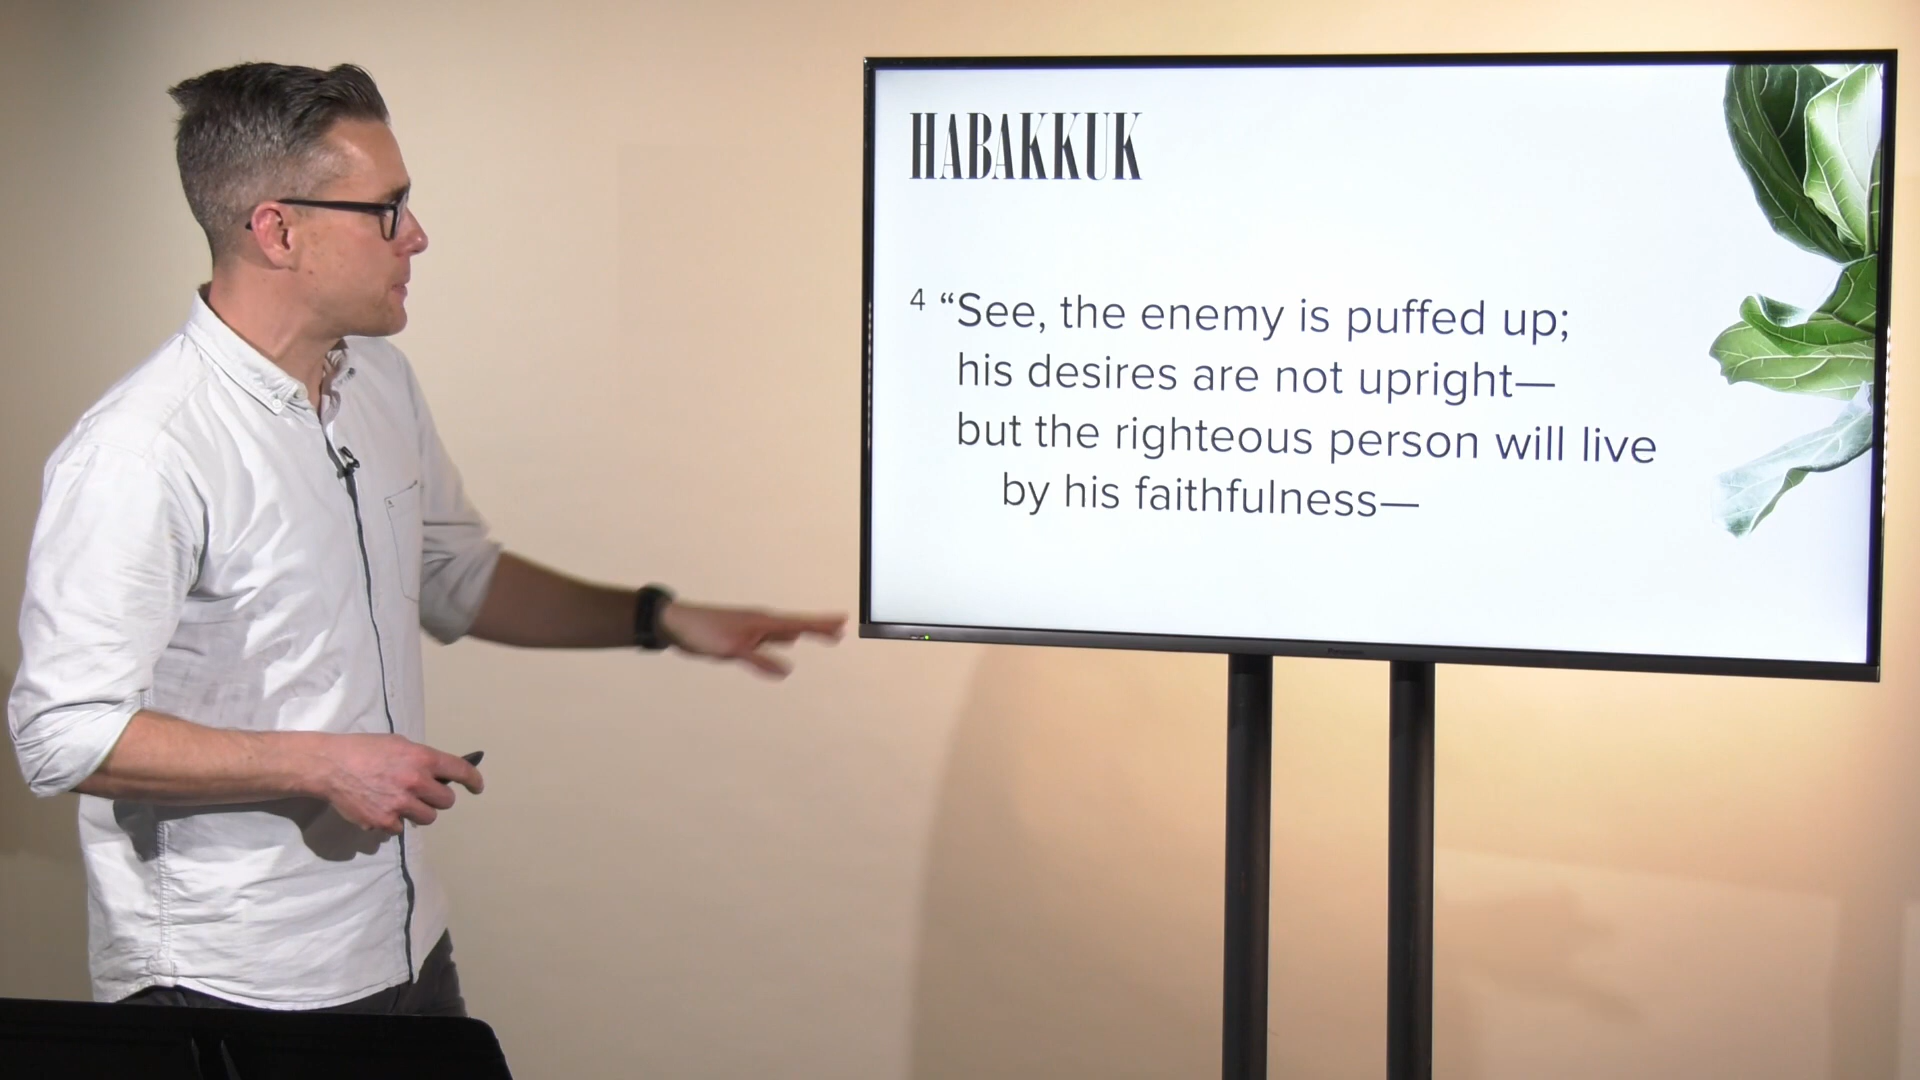 HABAKKUK
4 “See, the enemy is puffed up;
his desires are not upright—
but the righteous person will live
by his faithfulness—